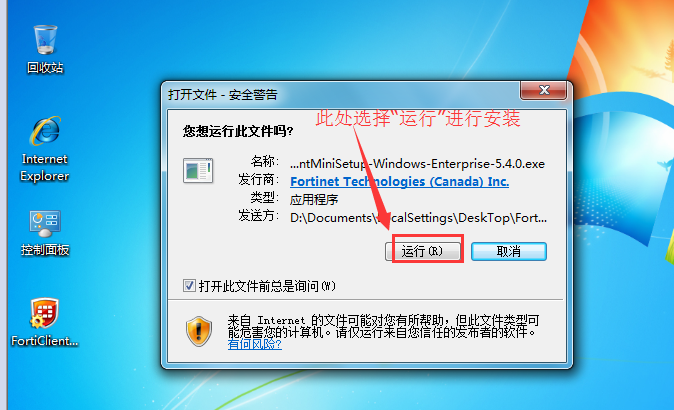 回收站
Internet
Explorer
控制面板
FortiClient...
打开文件 - 安全警告
此处选择“运行”进行安装
您想运行此文件吗?
名称: ...ntMiniSetup-Windows-Enterprise-5.4.0.exe
发行商: Fortinet Technologies (Canada) Inc.
类型: 应用程序
发送方: D:\Documents\LocalSettings\DeskTop\Fort...
运行(R) 取消
打开此文件前总是询问(W)
来自 Internet 的文件可能对您有所帮助，但此文件类型可
能危害您的计算机。请仅运行来自您信任的发布者的软件。
有何风险?